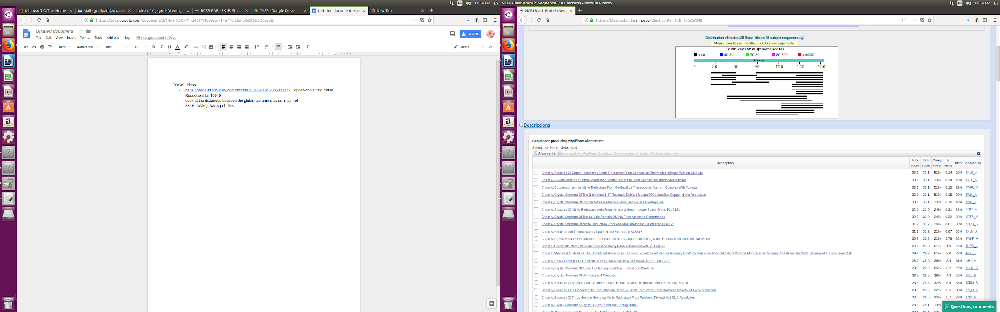 En 11:54 AM
Microsoft Office Home
Mail - gudipad@wwu.ed
Index of /~jagodzf/temp_s
RCSB PDB - 3X1E: Struct
CASP - Google Drive
Untitled document - Goo
New Tab
https://docs.google.com/document/d/14wr_RSGxPfnqA5FYNVWeydYHm77bILhmvX62t8ti5Og/edit
Untitled document
File Edit View Insert Format Tools Add-ons Help All changes saved in Drive
SHARE
100% Normal text Arial 11 B I U A Editing
1 1 2 3 4 5 6 7
TO949- ideas
- https://onlinelibrary.wiley.com/doi/pdf/10.1002/ejic.200600087 - Copper-containing Nitrile
Reductase for T0949
- Look at the distances between the glutamate amino acids in pymol
- 3X1E, 3WkQ, 3WIA pdb files
-
NCBI Blast:Protein Sequence (183 letters) - Mozilla Firefox
En 11:54 AM
NCBI Blast:Protein Sequ
https://blast.ncbi.nlm.nih.gov/Blast.cgi#alnHdr_953267348
Distribution of the top 25 Blast Hits on 25 subject sequences
Mouse over to see the title, click to show alignments
Color key for alignment scores
<40 40-50 50-80 80-200 >=200
Query
1 30 60 90 120 150 180
Descriptions
Sequences producing significant alignments:
Select: All None Selected:0
Alignments Download GenPept Graphics Distance tree of results Multiple alignment
Description Max score Total score Query cover E value Ident Accession
Chain A, Structure Of Copper-containing Nitrite Reductase From Geobacillus Thermodenitrificans Without Chloride 33.1 33.1 51% 0.14 29% 3X1E_A
Chain A, H294m Mutant Of Copper-containing Nitrite Reductase From Geobacillus Thermodenitrificans 33.1 33.1 20% 0.14 43% 3X1F_A
Chain A, Copper-containing Nitrite Reductase From Geobacillus Thermodenitrificans In Complex With Formate 33.1 33.1 51% 0.15 29% 3WKQ_A
Chain A, Crystal Structure Of The N-terminal 1-37 Residues Deleted Mutant Of Geobacillus Copper Nitrite Reductase 33.1 33.1 51% 0.15 29% 3WIA_A
Chain A, Crystal Structure Of Copper Nitrite Reductase From Geobacillus Kaustophilus 33.1 33.1 20% 0.16 43% 3WI9_A
Chain A, Structure Of Nitrite Reductase Ania From Neisseria Gonorrhoeae, Space Group P212121 32.0 32.0 24% 0.31 38% 5TB7_A
Chain A, Crystal Structure Of The Soluble Domain Of Ania From Neisseria Gonorrhoeae 32.0 32.0 24% 0.32 38% 1KBW_A
Chain A, Crystal Structure Of Nitrite Reductase From Pseudoalteromonas Haloplanktis Tac125 31.2 31.2 24% 0.61 38% 2ZOO_A
Chain A, Nitrite-bound Thermostable Copper Nitrite Reductase At 320 K 31.2 31.2 21% 0.67 36% 3X1N_A
Chain A, C135a Mutant Of Geobacillus Thermodenitrificans Copper-containing Nitrite Reductase In Complex With Nitrite 30.8 30.8 21% 0.78 36% 3WKP_A
Chain L, Crystal Structure Of Rv144-elicited Antibody Ch58 In Complex With V2 Peptide 29.6 29.6 61% 1.9 27% 4HPO_L
Chain L, Structural Analysis Of The Unmutated Ancestor Of The Hiv-1 Envelope V2 Region Antibody Ch58 Isolated From An Rv144 Hiv-1 Vaccine Efficacy Trial Vaccinee And Associated With Decreased Transmission Risk 29.3 29.3 61% 2.0 27% 4RIR_L
Chain A, RED COPPER PROTEIN NITROSOCYANIN FROM NITROSOMONAS EUROPAEA 28.5 28.5 26% 2.4 31% 1IBY_A
Chain A, Crystal Structure Of A Zinc Containing Peptidase From Vibrio Cholerae 28.9 28.9 55% 3.2 25% 2GU1_A
Chain A, Crystal Structure Of Uvrd-dna-so4 Complex 28.5 28.5 28% 4.8 25% 2IS1_A
Chain A, Structure Of M92a Variant Of Three-domain Heme-cu Nitrite Reductase From Ralstonia Pickettii 28.5 28.5 32% 5.5 33% 3ZBM_A
Chain A, Structure Of P93a Variant Of Three-domain Heme-cu Nitrite Reductase From Ralstonia Pickettii At 1.4 A Resolution 28.5 28.5 32% 5.6 33% 2YQB_A
Chain A, Structure Of Three-domain Heme-cu Nitrite Reductase From Ralstonia Pickettii At 1.01 A Resolution 28.5 28.5 32% 5.7 33% 3ZIY_A
Chain B, Crystal Structure Analysis Of Bovine Bc1 With Azoxystrobin 28.1 28.1 19%
Questions/comments